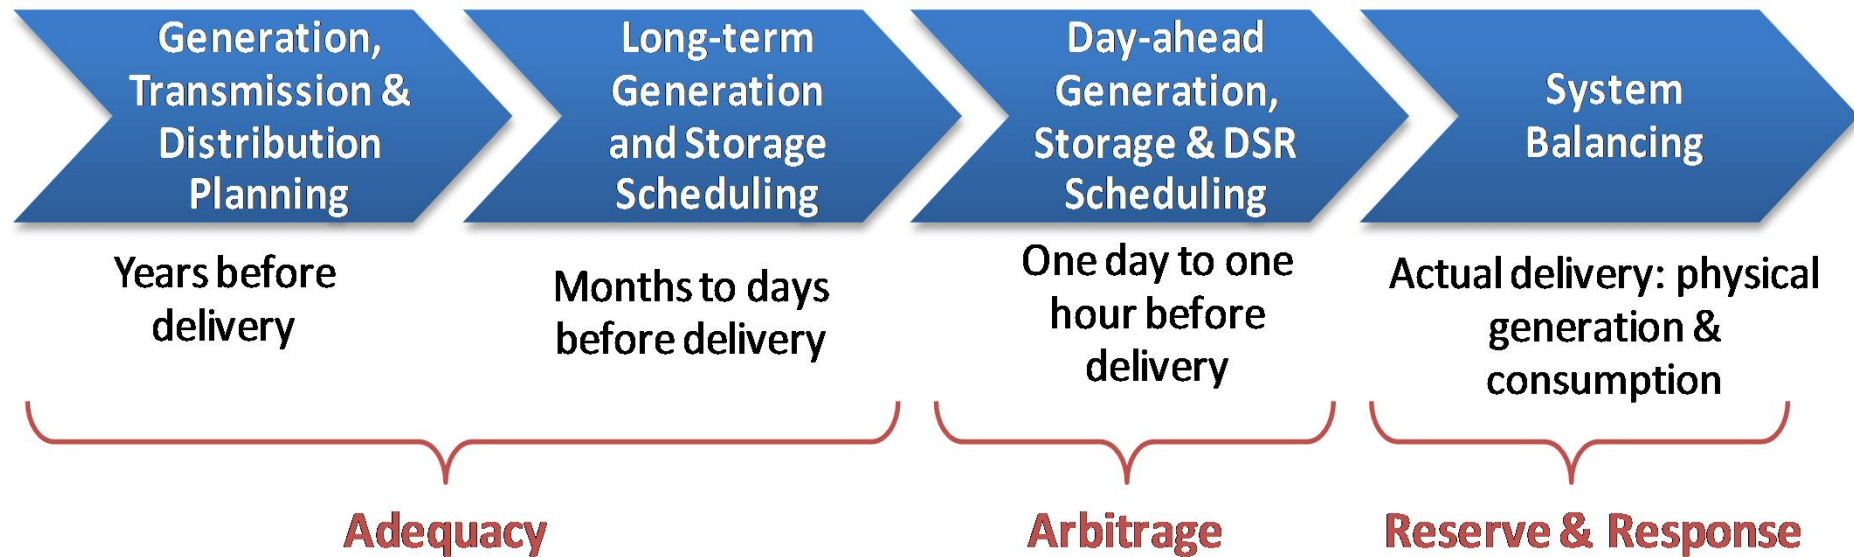 Generation,
Transmission &
Distribution
Planning
Long-term
Generation
and Storage
Scheduling
Day-ahead
Generation,
Storage & DSR
Scheduling
System
Balancing
Years before
delivery
Months to days
before delivery
One day to one
hour before
delivery
Actual delivery: physical
generation &
consumption
Adequacy
Arbitrage
Reserve & Response